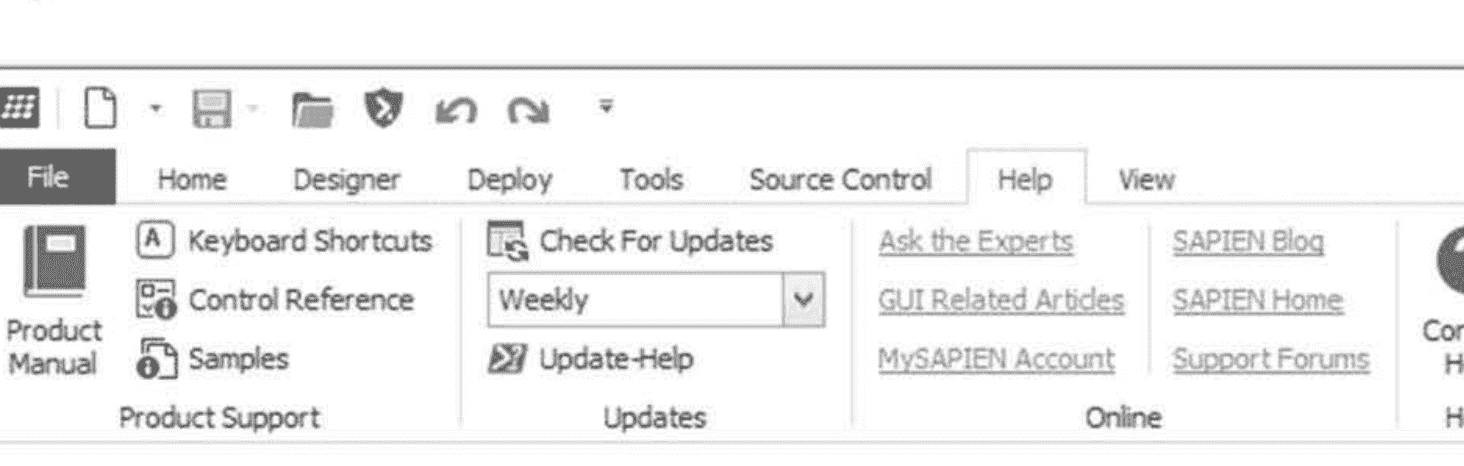 File Home Designer Deploy Tools Source Control Help View
Keyboard Shortcuts Check For Updates Ask the Experts SAPIEN Blog
A
Control Reference Weekly GUI Related Articles SAPIEN Home
Product
Manual
Samples Update-Help MySAPIEN Account Support Forums
Product Support Updates Online